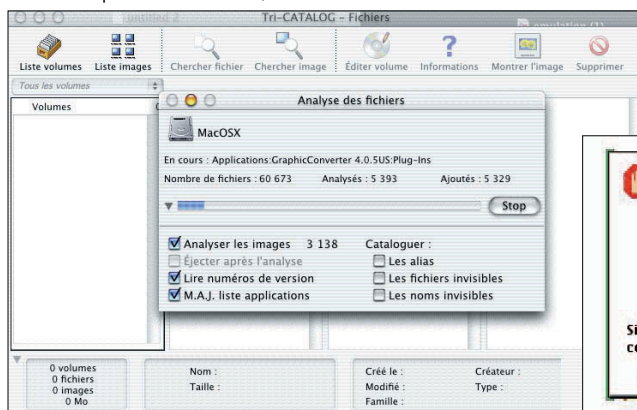 untitled 2
Tri-CATALOG – Fichiers
emulation (1)
Liste volumes Liste images Chercher fichier Chercher image Éditer volume Informations Montrer l'image Supprimer
Tous les volumes
Volumes
Analyse des fichiers
MacOSX
En cours : Applications:GraphicConverter 4.0.5US:Plug-Ins
Nombre de fichiers : 60 673 Analysés : 5 393 Ajoutés : 5 329
Stop
Analyser les images 3 138 Cataloguer :
Éjecter après l'analyse Les alias
Lire numéros de version Les fichiers invisibles
M.A.J. liste applications Les noms invisibles
0 volumes
0 fichiers
0 images
0 Mo
Nom :
Taille :
Créé le : Créateur :
Modifié : Type :
Famille :